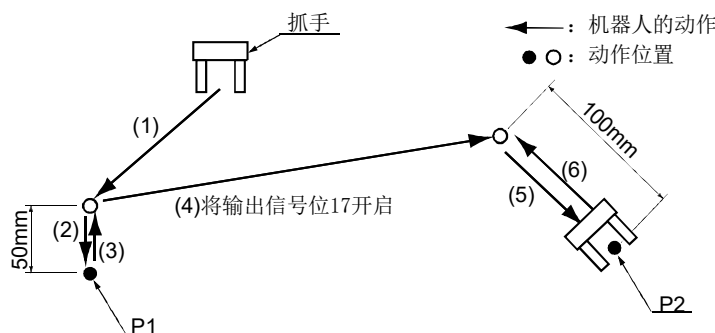 抓手
：机器人的动作
：动作位置
(1)
100mm
(6)
(5)
(4)将输出信号位17开启
50mm
(2)
(3)
P1
P2